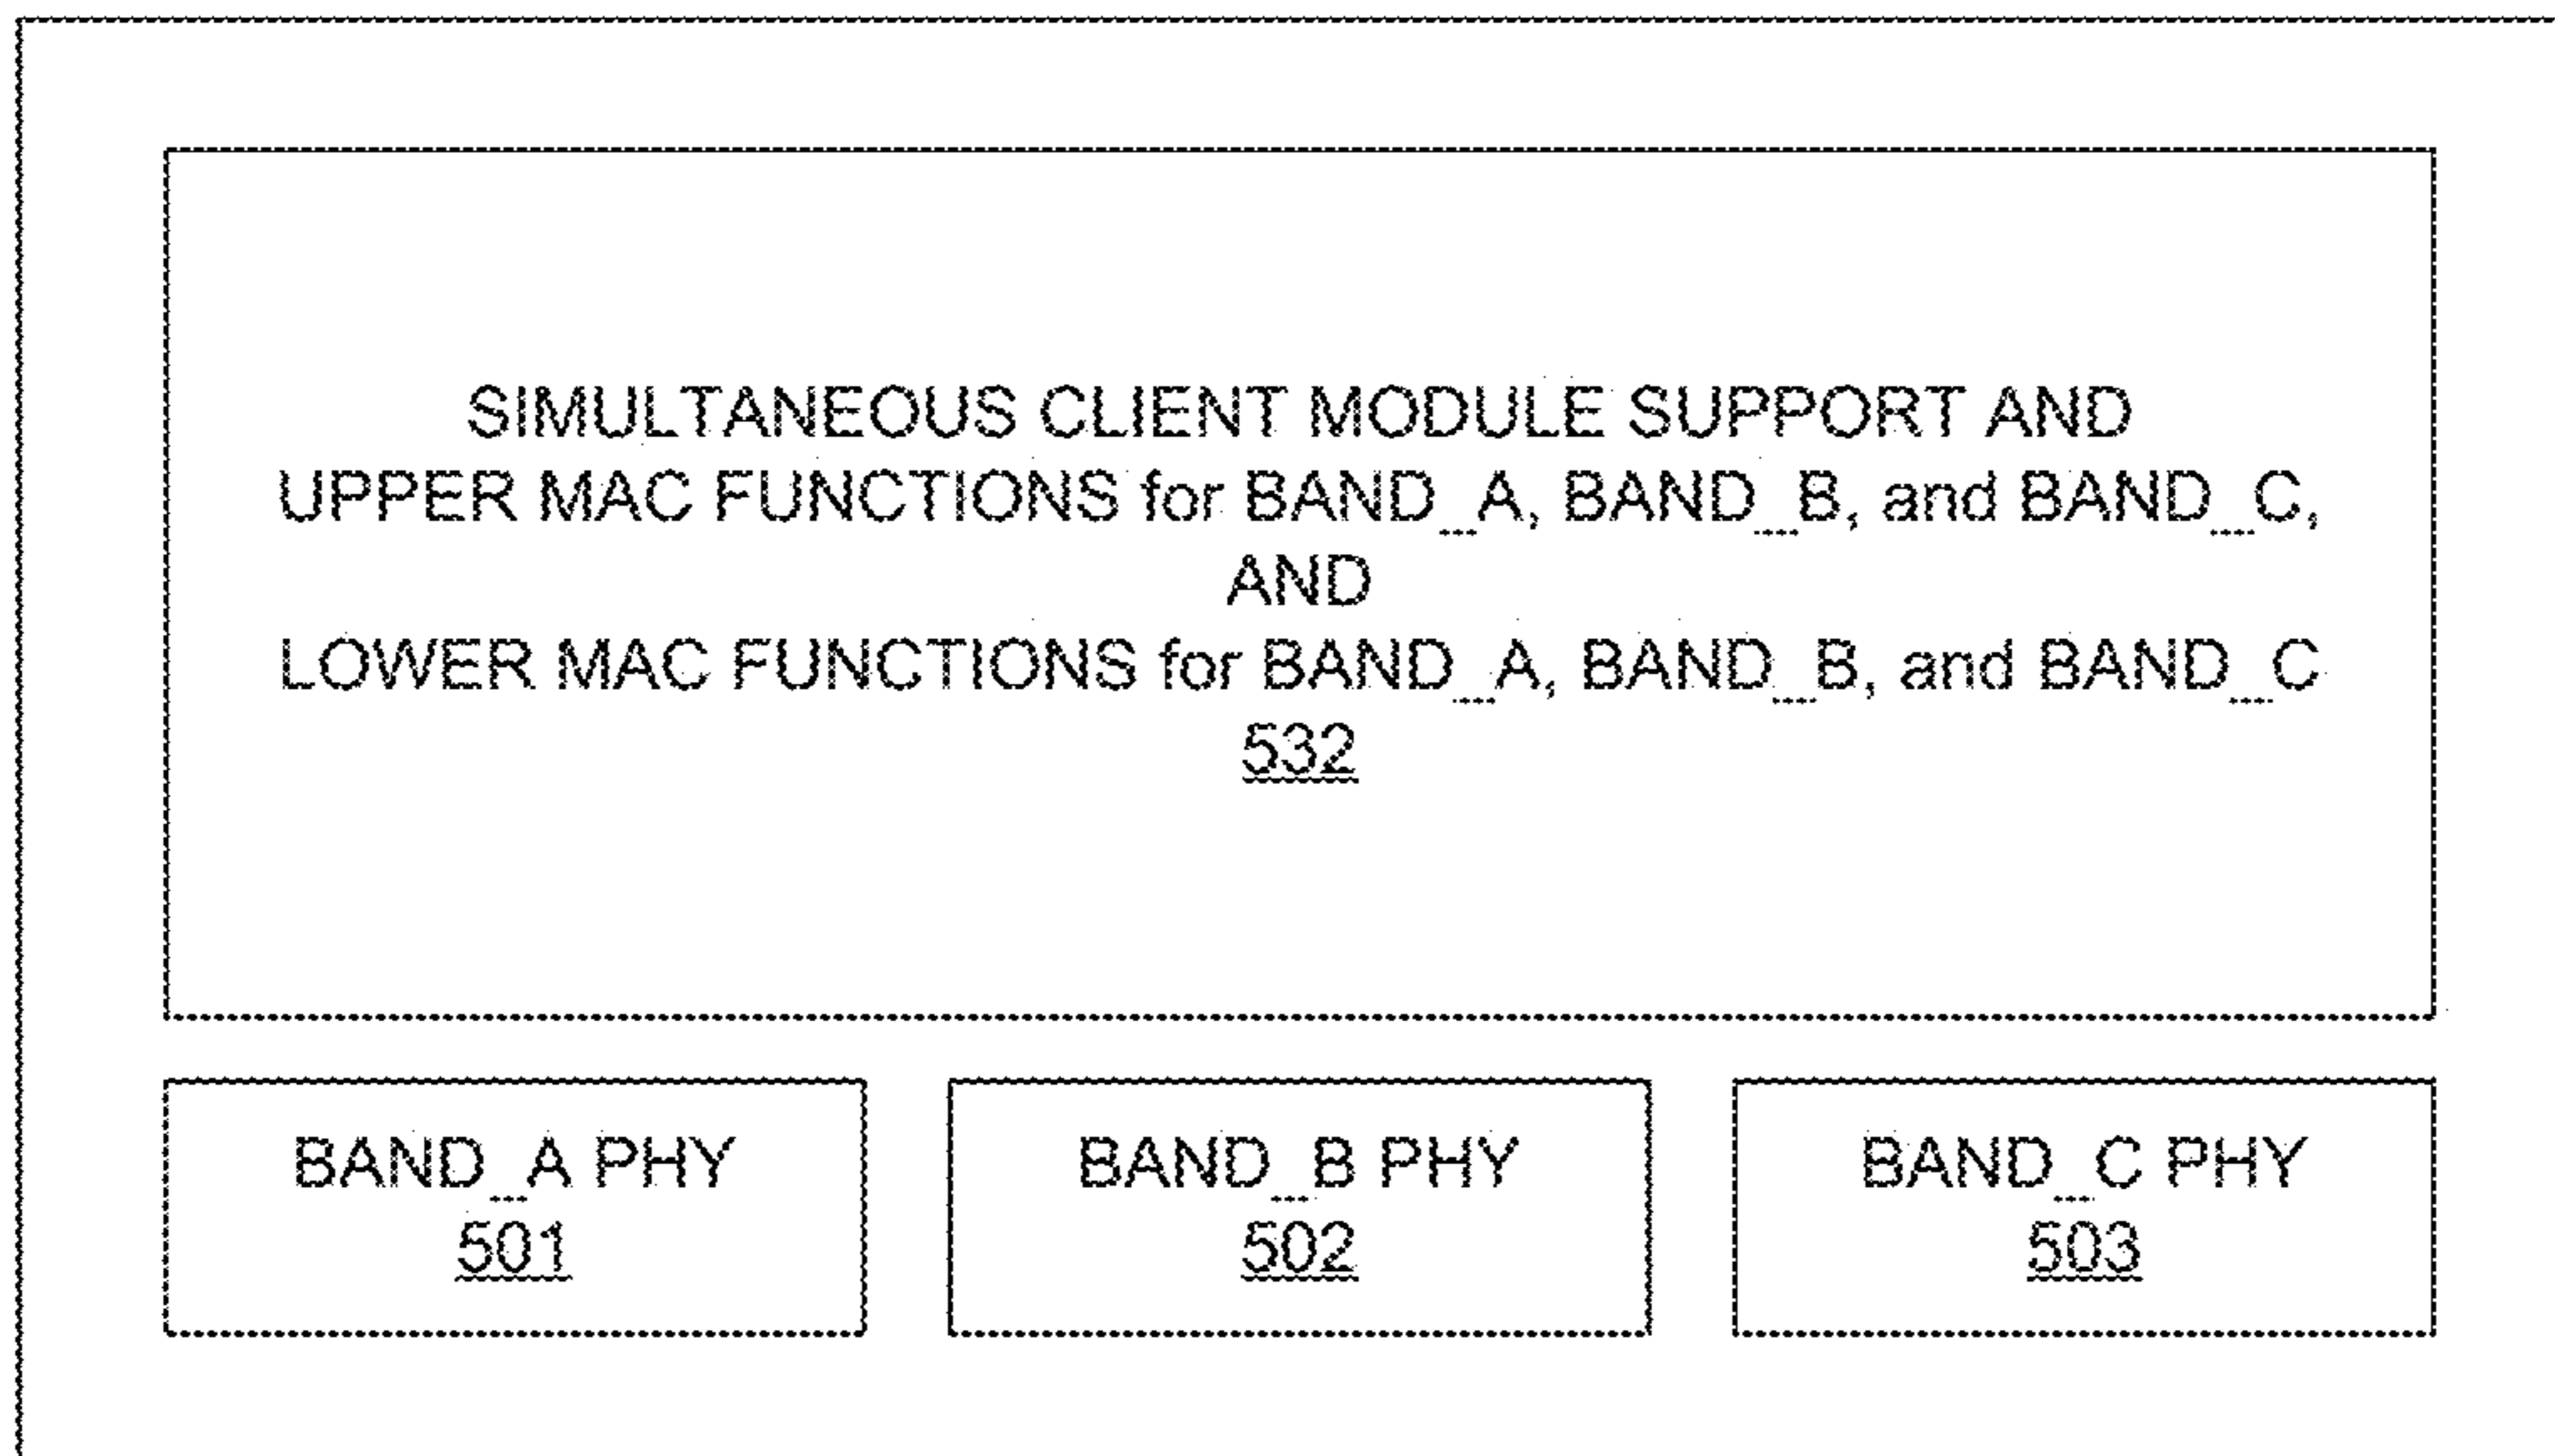 SIMULTANEOUS CLIENT MODULE SUPPORT AND
UPPER MAC FUNCTIONS for BAND_A, BAND_B, and BAND_C,
AND
LOWER MAC FUNCTIONS for BAND_A, BAND_B, and BAND_C
532
BAND_A PHY
501
BAND_B PHY
502
BAND_C PHY
503